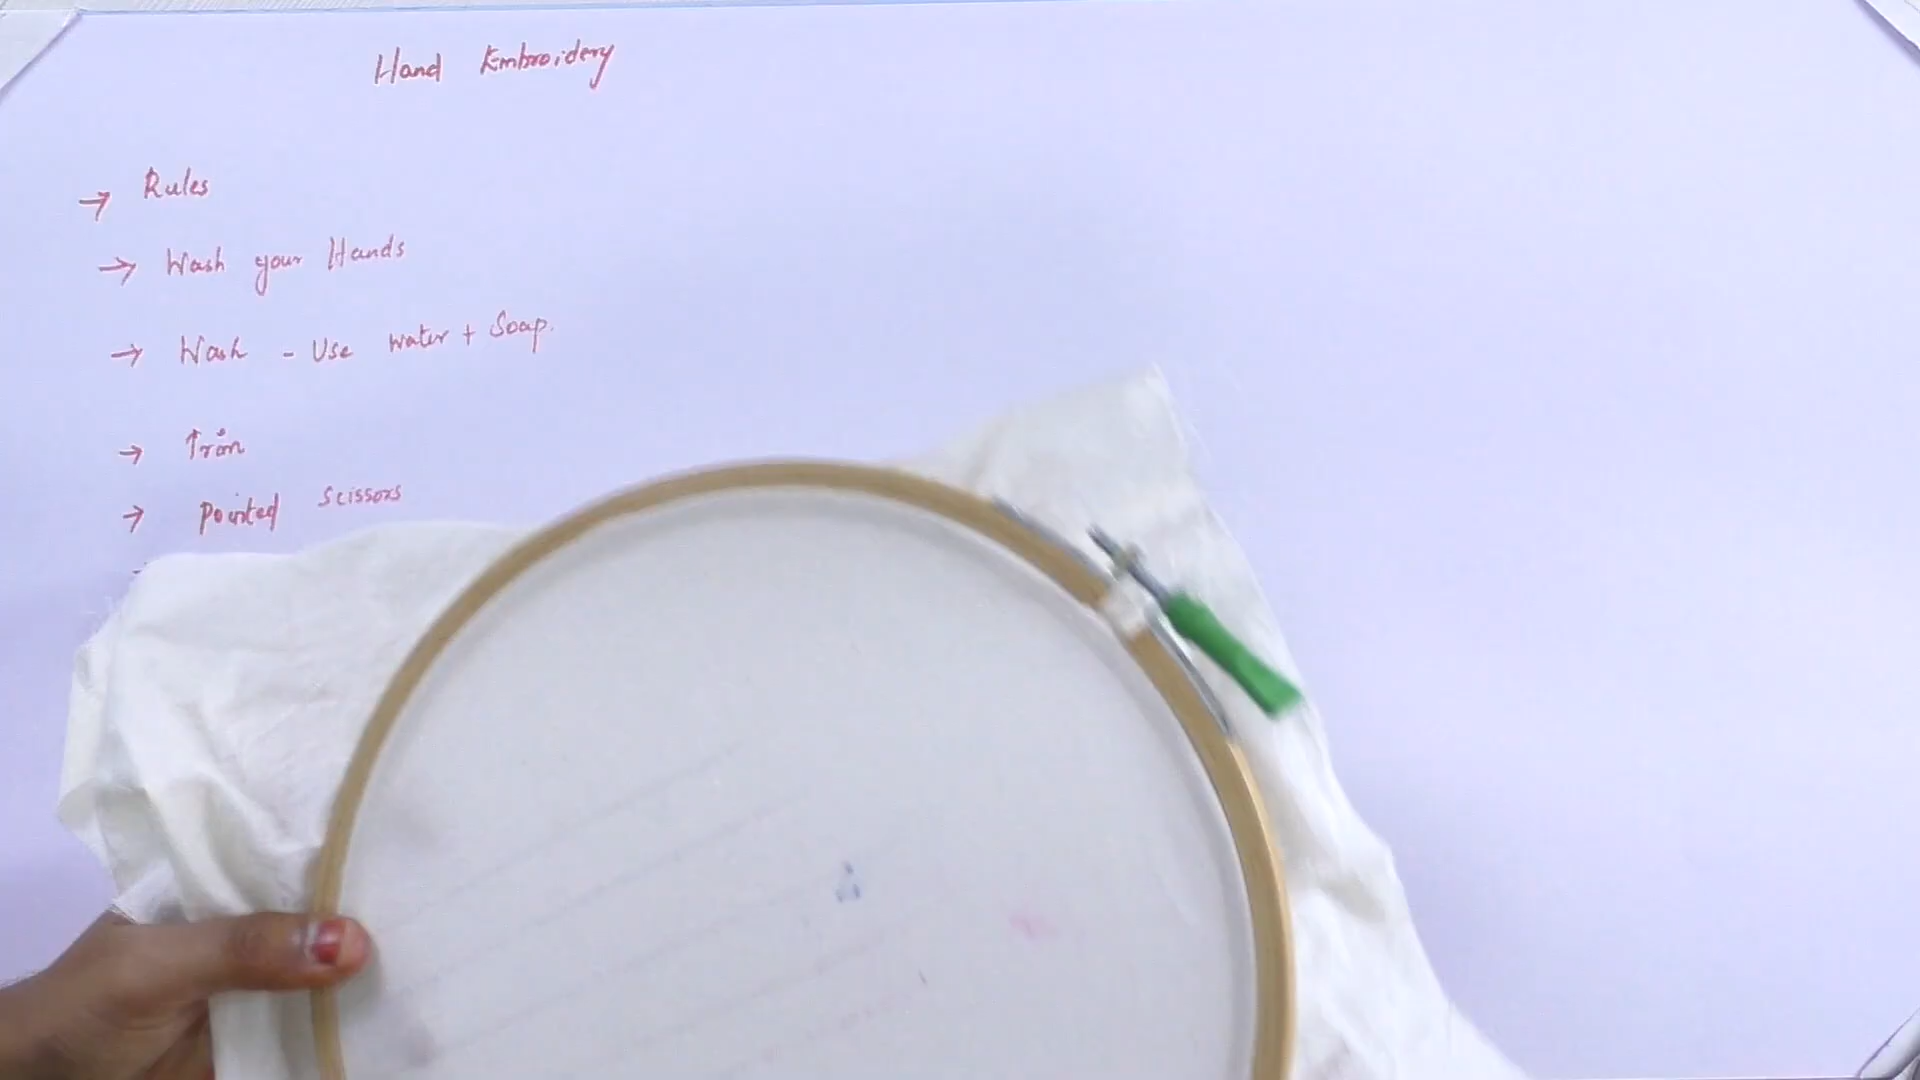 Hand Embroidery
→ Rules
→ Wash your Hands
→ Wash - Use water + Soap.
→ Iron
→ Pointed Scissors